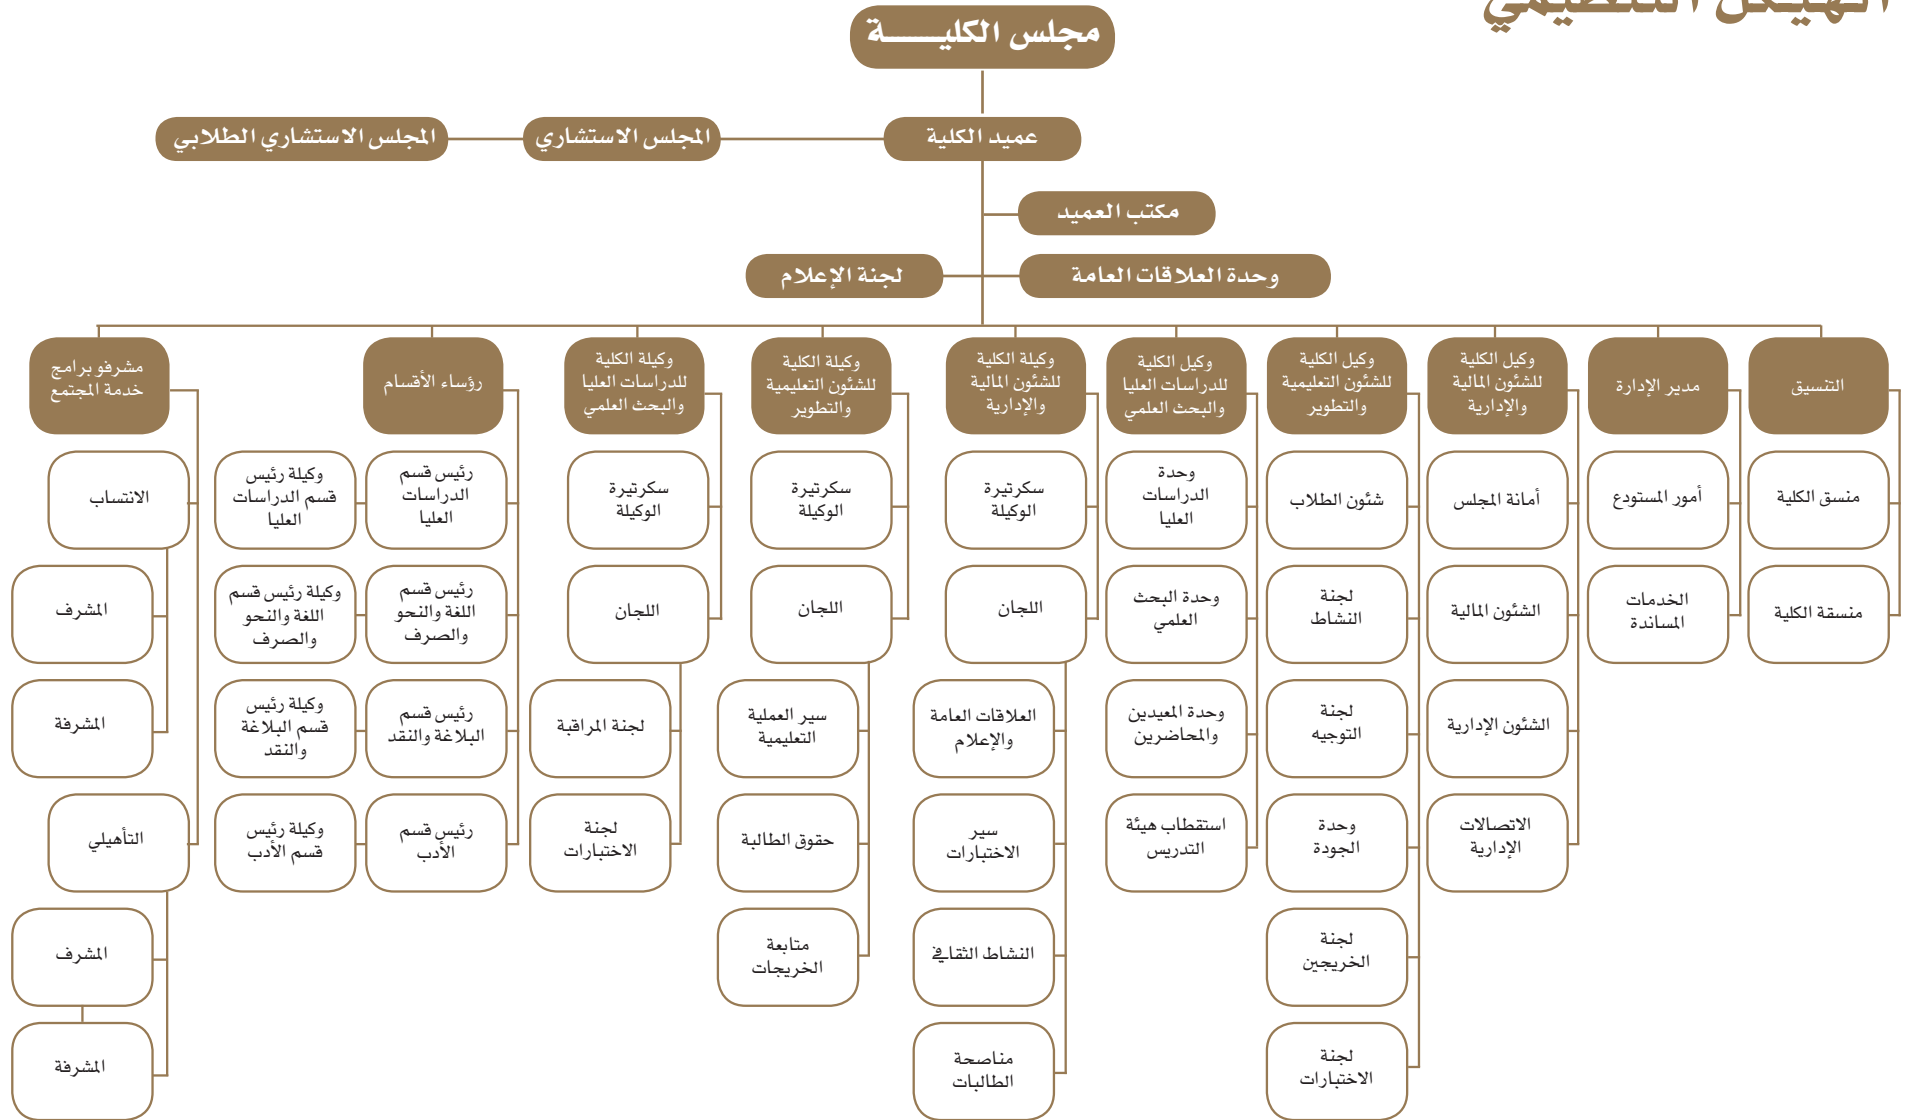 الهيكل التنظيمي
مجلس الكليـــــة
عميد الكلية
المجلس الاستشاري
المجلس الاستشاري الطلابي
مكتب العميد
وحدة العلاقات العامة
لجنة الإعلام
التنسيق
منسق الكلية
منسقة الكلية
مدير الإدارة
أمور المستودع
الخدمات
المساندة
وكيل الكلية
للشئون المالية
والإدارية
أمانة المجلس
الشئون المالية
الشئون الإدارية
الاتصالات
الإدارية
وكيل الكلية
للشئون التعليمية
والتطوير
شئون الطلاب
لجنة
النشاط
لجنة
التوجيه
وحدة
الجودة
لجنة
الخريجين
لجنة
الاختبارات
وكيل الكلية
للدراسات العليا
والبحث العلمي
وحدة
الدراسات
العليا
وحدة البحث
العلمي
وحدة المعيدين
والمحاضرين
استقطاب هيئة
التدريس
وكيلة الكلية
للشئون المالية
والإدارية
سكرتيرة
الوكيلة
اللجان
العلاقات العامة
والإعلام
سير
الاختبارات
النشاط الثقافي
مناصحة
الطالبات
وكيلة الكلية
للشئون التعليمية
والتطوير
سكرتيرة
الوكيلة
اللجان
سير العملية
التعليمية
حقوق الطالبة
متابعة
الخريجات
وكيلة الكلية
للدراسات العليا
والبحث العلمي
سكرتيرة
الوكيلة
اللجان
لجنة المراقبة
لجنة
الاختبارات
رؤساء الأقسام
رئيس قسم
الدراسات
العليا
وكيلة رئيس
قسم الدراسات
العليا
رئيس قسم
اللغة والنحو
والصرف
وكيلة رئيس قسم
اللغة والنحو
والصرف
رئيس قسم
البلاغة والنقد
وكيلة رئيس
قسم البلاغة
والنقد
رئيس قسم
الأدب
وكيلة رئيس
قسم الأدب
مشرفو برامج
خدمة المجتمع
الانتساب
المشرف
المشرفة
التأهيلي
المشرف
المشرفة